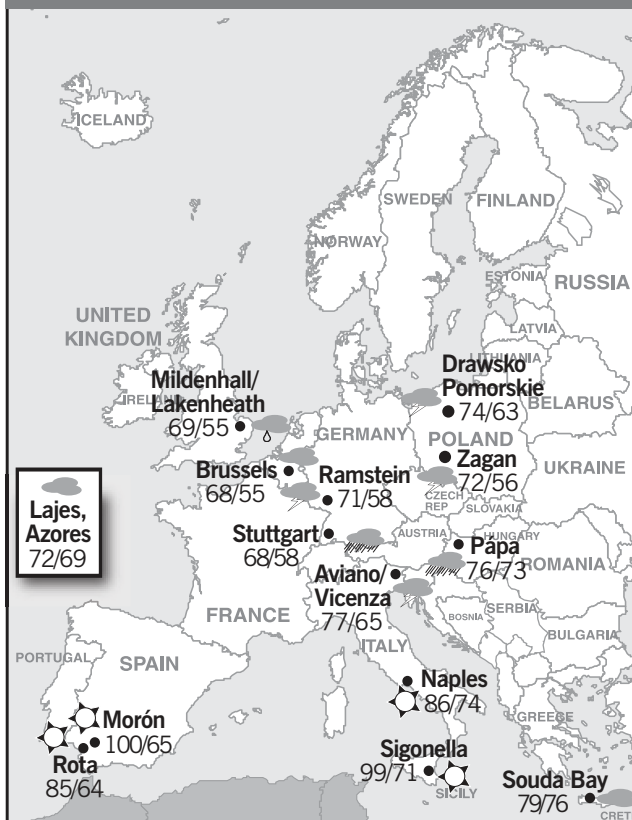 ICELAND
SWEDEN
FINLAND
NORWAY
ESTONIA
RUSSIA
LATVIA
LITHUANIA
UNITED
KINGDOM
IRELAND
Mildenhall/
Lakenheath
69/55
Drawsko
Pomorskie
74/63
BELARUS
GERMANY
POLAND
Zagan
72/56
UKRAINE
Brussels
68/55
Ramstein
71/58
CZECH
REP
SLOVAKIA
Lajes,
Azores
72/69
Stuttgart
68/58
AUSTRIA
HUNGARY
Pápa
76/73
ROMANIA
Aviano/
Vicenza
77/65
FRANCE
ITALY
BOSNIA
SERBIA
BULGARIA
PORTUGAL
SPAIN
Naples
86/74
GREECE
Morón
100/65
Rota
85/64
Sigonella
99/71
SICILY
Souda Bay
79/76
CRETE